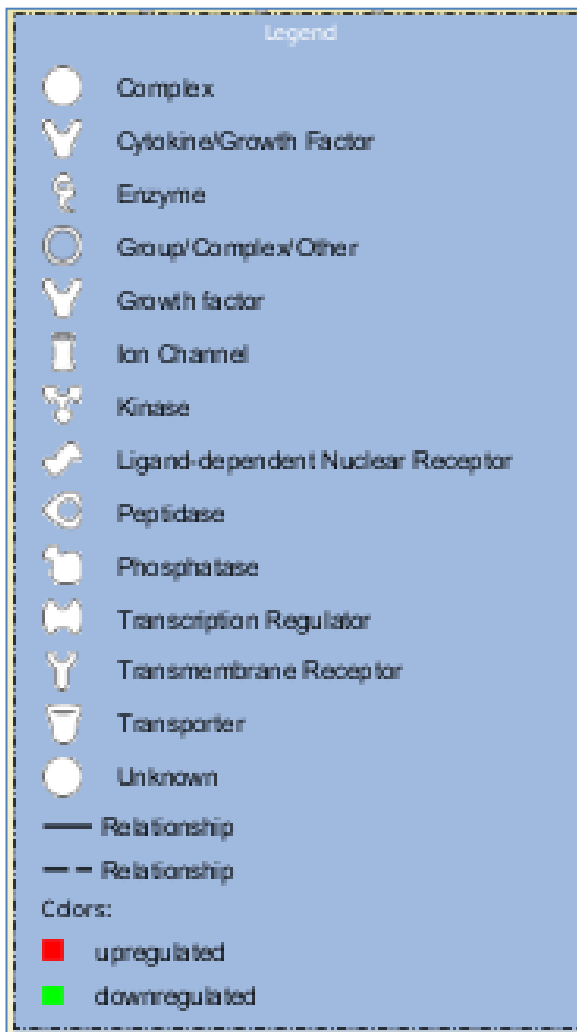 Legend
Complex
Cytokine/Growth Factor
Enzyme
Group/Complex/Other
Growth factor
Ion Channel
Kinase
Ligand-dependent Nuclear Receptor
Peptidase
Phosphatase
Transcription Regulator
Transmembrane Receptor
Transporter
Unknown
Relationship
Relationship
Colors:
upregulated
downregulated